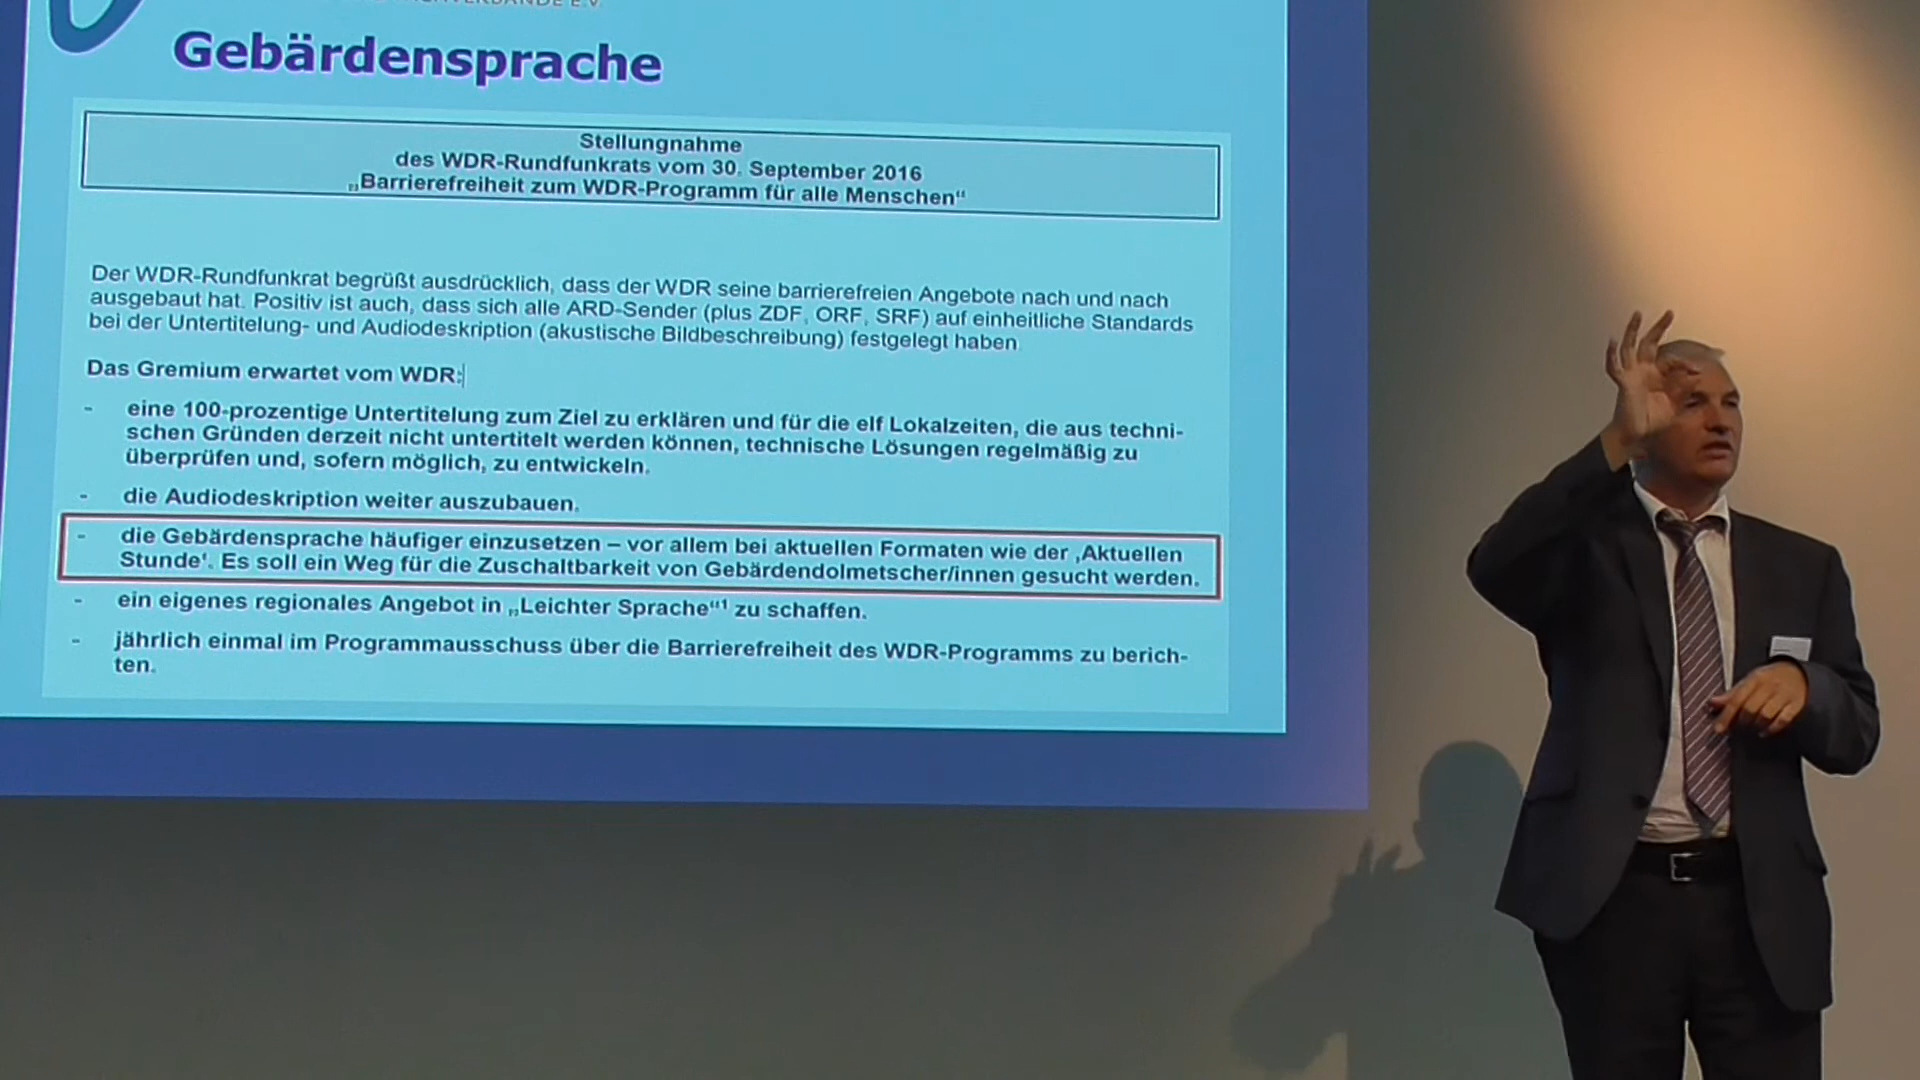 Gebärdensprache
Stellungnahme
des WDR-Rundfunkrats vom 30. September 2016
„Barrierefreiheit zum WDR-Programm für alle Menschen“
Der WDR-Rundfunkrat begrüßt ausdrücklich, dass der WDR seine barrierefreien Angebote nach und nach
ausgebaut hat. Positiv ist auch, dass sich alle ARD-Sender (plus ZDF, ORF, SRF) auf einheitliche Standards
bei der Untertitelung- und Audiodeskription (akustische Bildbeschreibung) festgelegt haben.
Das Gremium erwartet vom WDR:
- eine 100-prozentige Untertitelung zum Ziel zu erklären und für die elf Lokalzeiten, die aus techni-
schen Gründen derzeit nicht untertitelt werden können, technische Lösungen regelmäßig zu
überprüfen und, sofern möglich, zu entwickeln.
- die Audiodeskription weiter auszubauen.
- die Gebärdensprache häufiger einzusetzen – vor allem bei aktuellen Formaten wie der ‚Aktuellen
Stunde‘. Es soll ein Weg für die Zuschaltbarkeit von Gebärdendolmetscher/innen gesucht werden.
- ein eigenes regionales Angebot in „Leichter Sprache“¹ zu schaffen.
- jährlich einmal im Programmausschuss über die Barrierefreiheit des WDR-Programms zu berich-
ten.